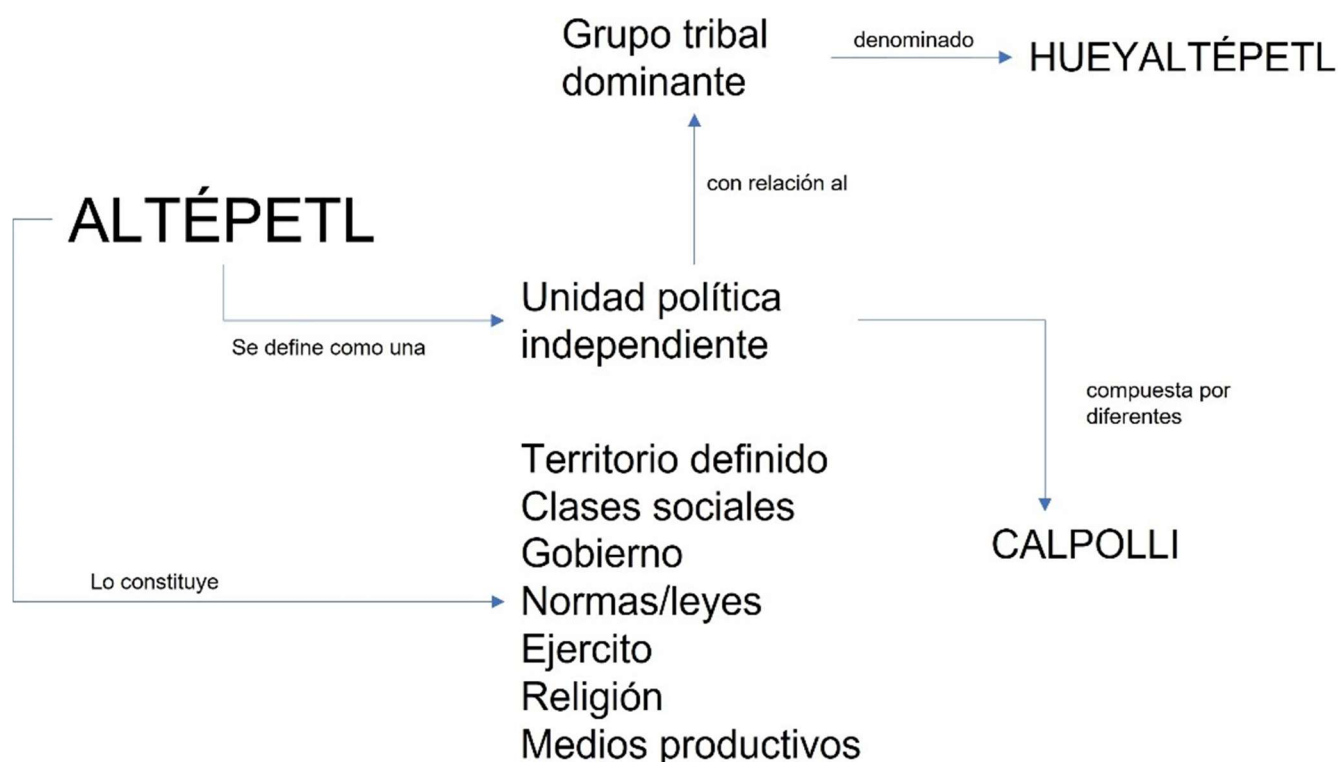 Grupo tribal
dominante
denominado
HUEYALTÉPETL
con relación al
ALTÉPETL
Se define como una
Unidad política
independiente
compuesta por
diferentes
CALPOLLI
Lo constituye
Territorio definido
Clases sociales
Gobierno
Normas/leyes
Ejercito
Religión
Medios productivos